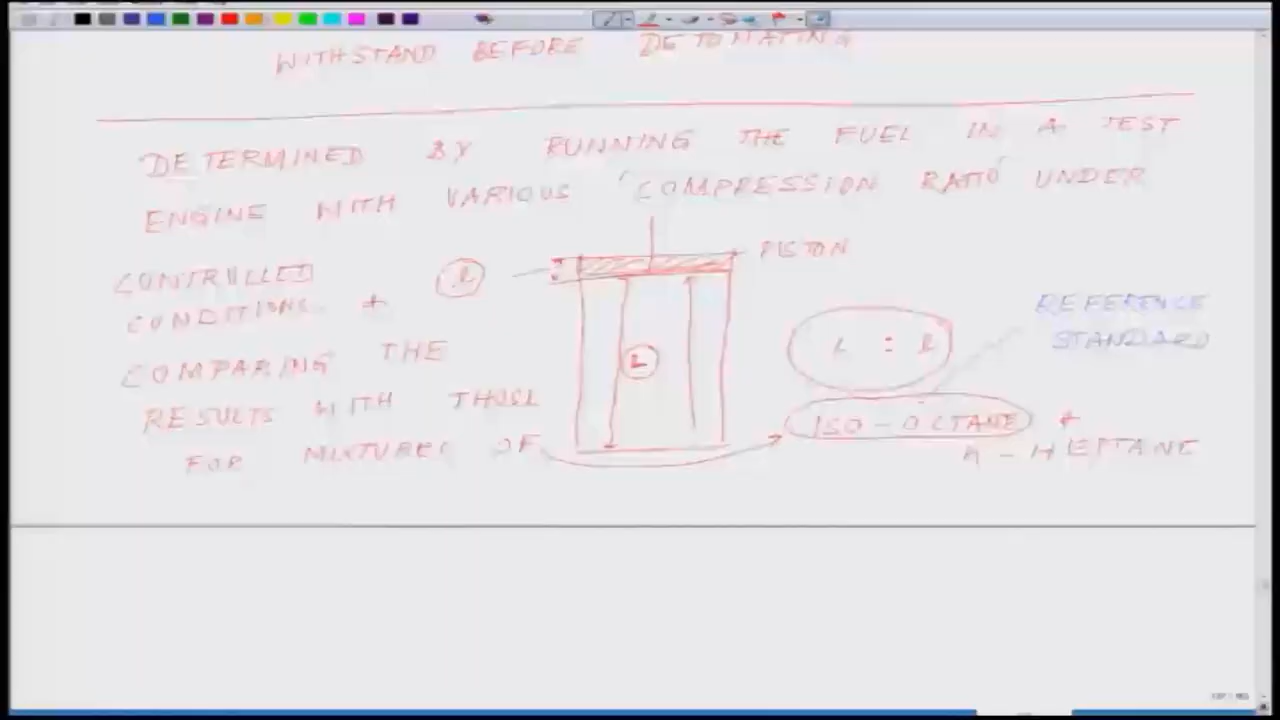 WITHSTAND BEFORE DETONATING
DETERMINED BY RUNNING THE FUEL IN A TEST
ENGINE WITH VARIOUS 'COMPRESSION RATIO' UNDER
CONTROLLED
CONDITIONS +
COMPARING THE
RESULTS WITH THOSE
FOR MIXTURES OF
l
PISTON
L
L : l
REFERENCE
STANDARD
ISO-OCTANE +
n-HEPTANE